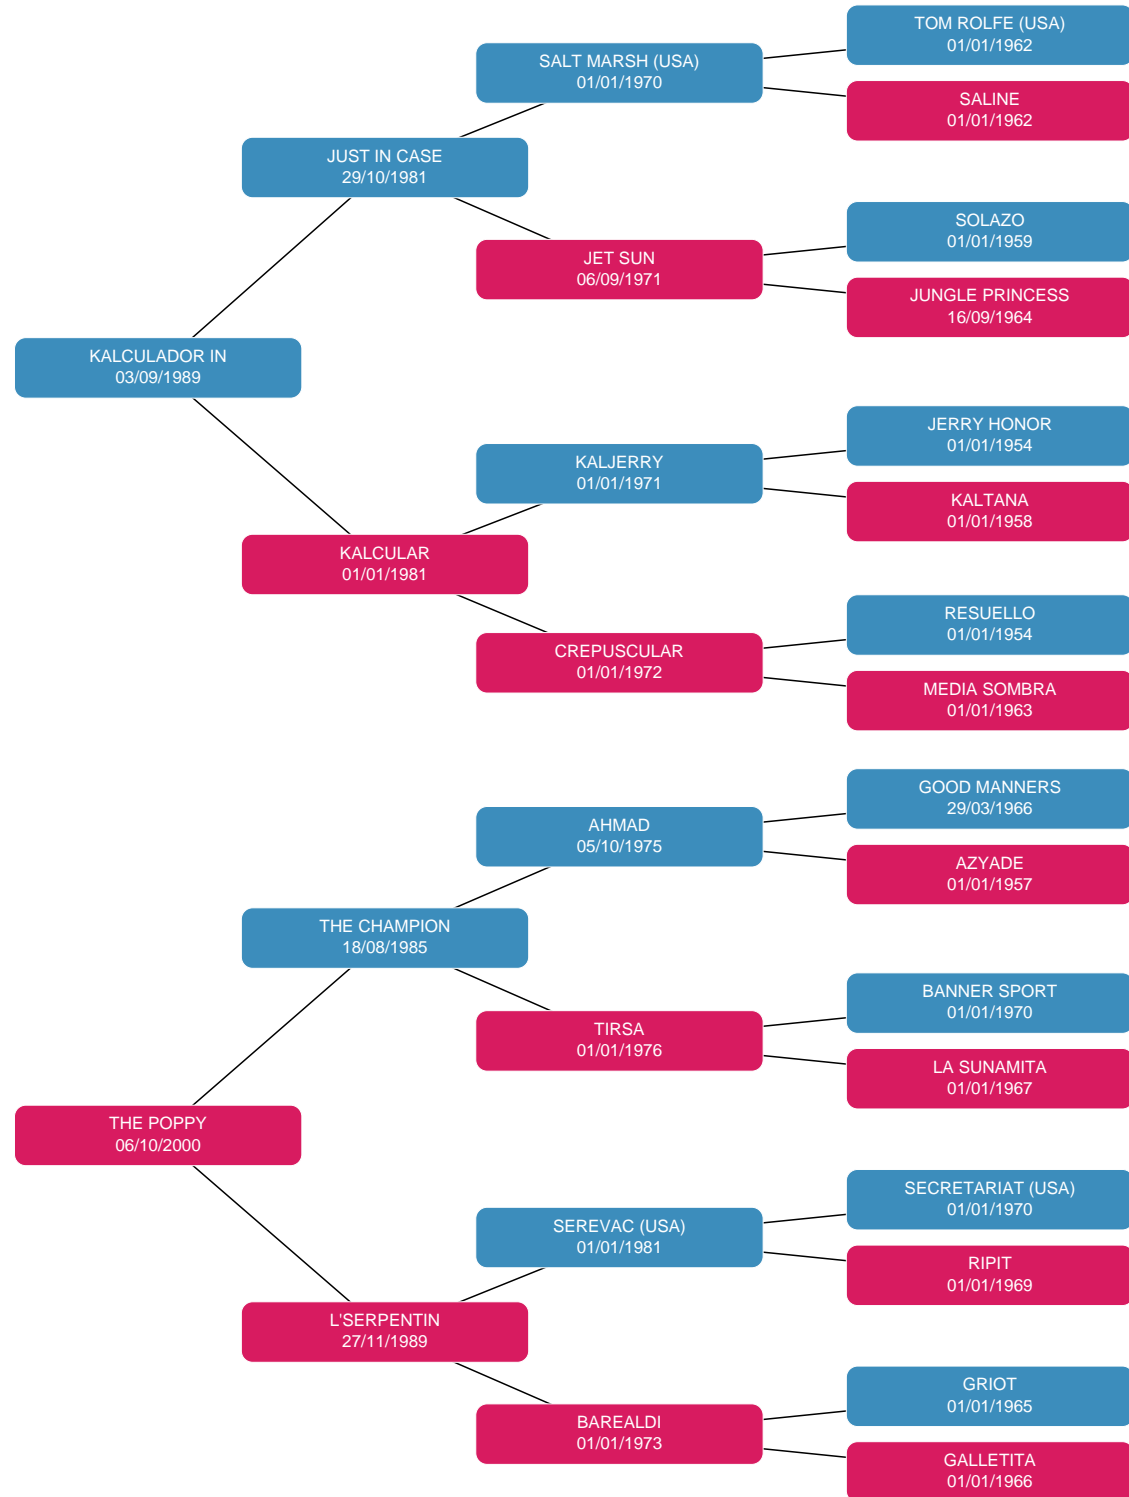 TOM ROLFE (USA)
01/01/1962
SALT MARSH (USA)
01/01/1970
SALINE
01/01/1962
JUST IN CASE
29/10/1981
SOLAZO
01/01/1959
JET SUN
06/09/1971
JUNGLE PRINCESS
16/09/1964
KALCULADOR IN
03/09/1989
JERRY HONOR
01/01/1954
KALJERRY
01/01/1971
KALTANA
01/01/1958
KALCULAR
01/01/1981
RESUELLO
01/01/1954
CREPUSCULAR
01/01/1972
MEDIA SOMBRA
01/01/1963
GOOD MANNERS
29/03/1966
AHMAD
05/10/1975
AZYADE
01/01/1957
THE CHAMPION
18/08/1985
BANNER SPORT
01/01/1970
TIRSA
01/01/1976
LA SUNAMITA
01/01/1967
THE POPPY
06/10/2000
SECRETARIAT (USA)
01/01/1970
SEREVAC (USA)
01/01/1981
RIPIT
01/01/1969
L'SERPENTIN
27/11/1989
GRIOT
01/01/1965
BAREALDI
01/01/1973
GALLETITA
01/01/1966